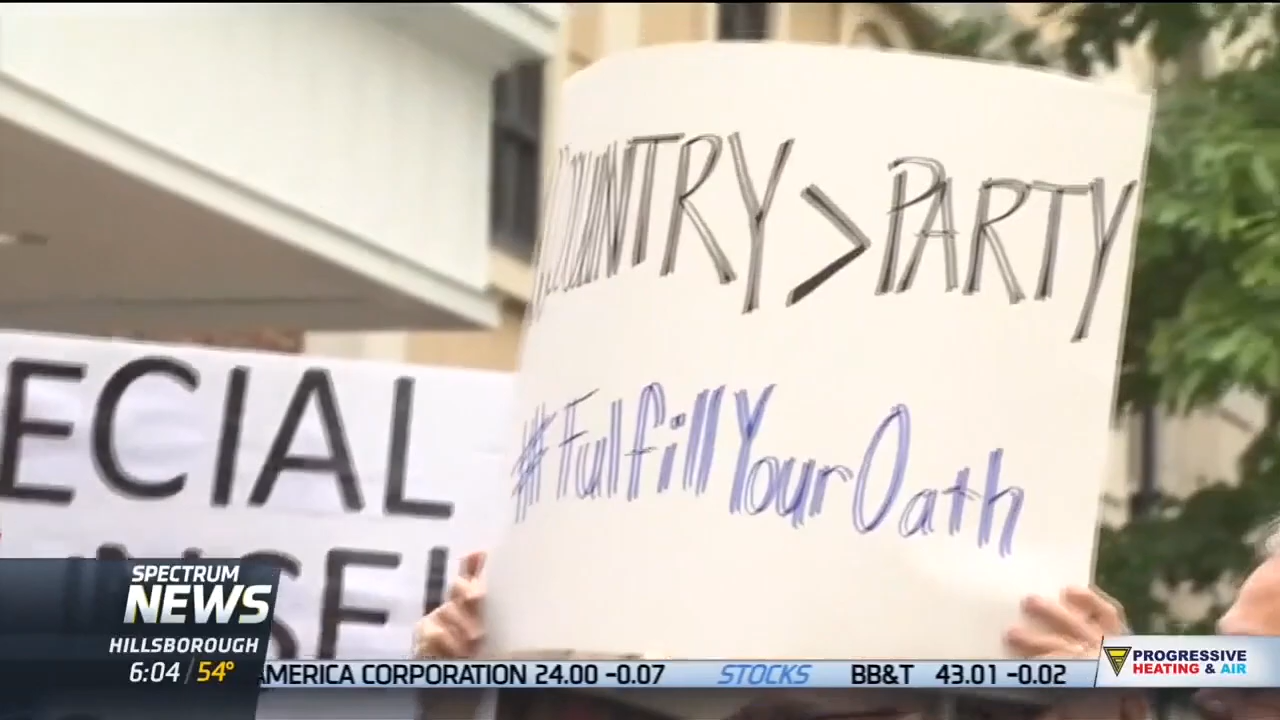 COUNTRY > PARTY
#FulfillYourOath
ECIAL
SPECTRUM
NEWS
HILLSBOROUGH
6:04 / 54°
AMERICA CORPORATION 24.00 -0.07 STOCKS BB&T 43.01 -0.02
PROGRESSIVE
HEATING & AIR